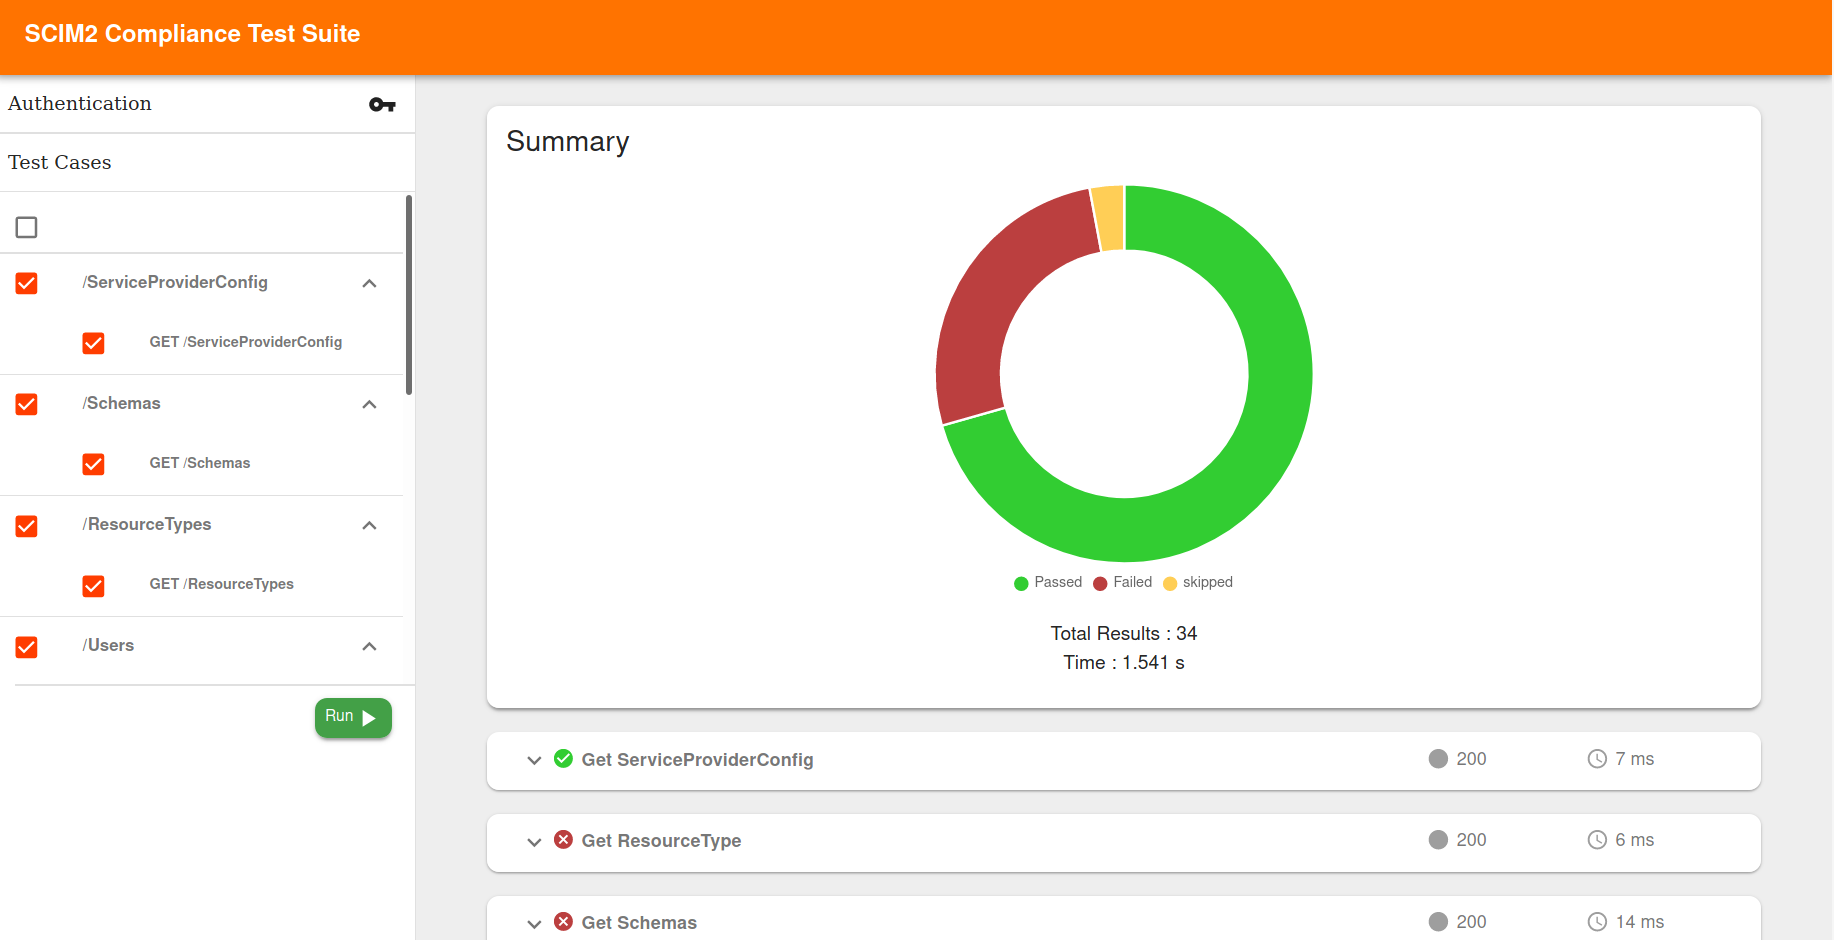 SCIM2 Compliance Test Suite
Authentication
Test Cases
/ServiceProviderConfig
GET /ServiceProviderConfig
/Schemas
GET /Schemas
/ResourceTypes
GET /ResourceTypes
/Users
Run
Summary
Passed Failed skipped
Total Results : 34
Time : 1.541 s
Get ServiceProviderConfig 200 7 ms
Get ResourceType 200 6 ms
Get Schemas 200 14 ms